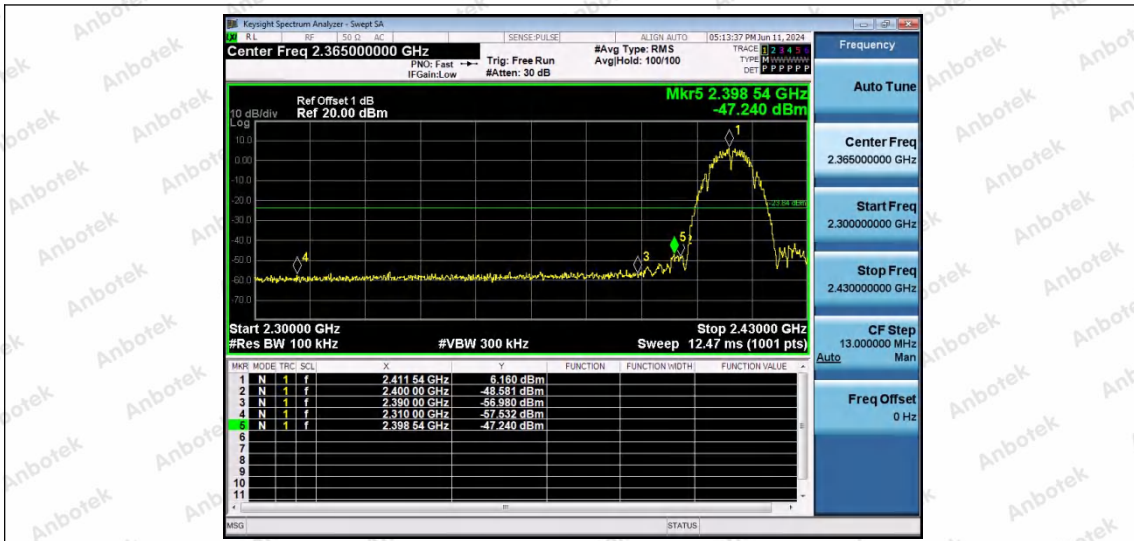 Keysight Spectrum Analyzer - Swept SA
RL RF 50 Ω AC SENSE:PULSE ALIGN AUTO 05:13:37 PM Jun 11, 2024
Center Freq 2.365000000 GHz
PNO: Fast
IFGain:Low
Trig: Free Run
#Atten: 30 dB
#Avg Type: RMS
Avg|Hold: 100/100
TRACE 1 2 3 4 5 6
TYPE M WWWWW
DET P P P P P P
Mkr5 2.398 54 GHz
-47.240 dBm
Ref Offset 1 dB
10 dB/div Ref 20.00 dBm
Log
10.0
0.00
-10.0
-20.0
-30.0
-40.0
-50.0
-60.0
-70.0
-23.84 dBm
1
3
4
5
Start 2.30000 GHz Stop 2.43000 GHz
#Res BW 100 kHz #VBW 300 kHz Sweep 12.47 ms (1001 pts)
MKR MODE TRC SCL X Y FUNCTION FUNCTION WIDTH FUNCTION VALUE
1 N 1 f 2.411 54 GHz 6.160 dBm
2 N 1 f 2.400 00 GHz -48.581 dBm
3 N 1 f 2.390 00 GHz -56.980 dBm
4 N 1 f 2.310 00 GHz -57.532 dBm
5 N 1 f 2.398 54 GHz -47.240 dBm
6
7
8
9
10
11
MSG STATUS
Frequency
Auto Tune
Center Freq
2.365000000 GHz
Start Freq
2.300000000 GHz
Stop Freq
2.430000000 GHz
CF Step
13.000000 MHz
Auto Man
Freq Offset
0 Hz
Anbotek